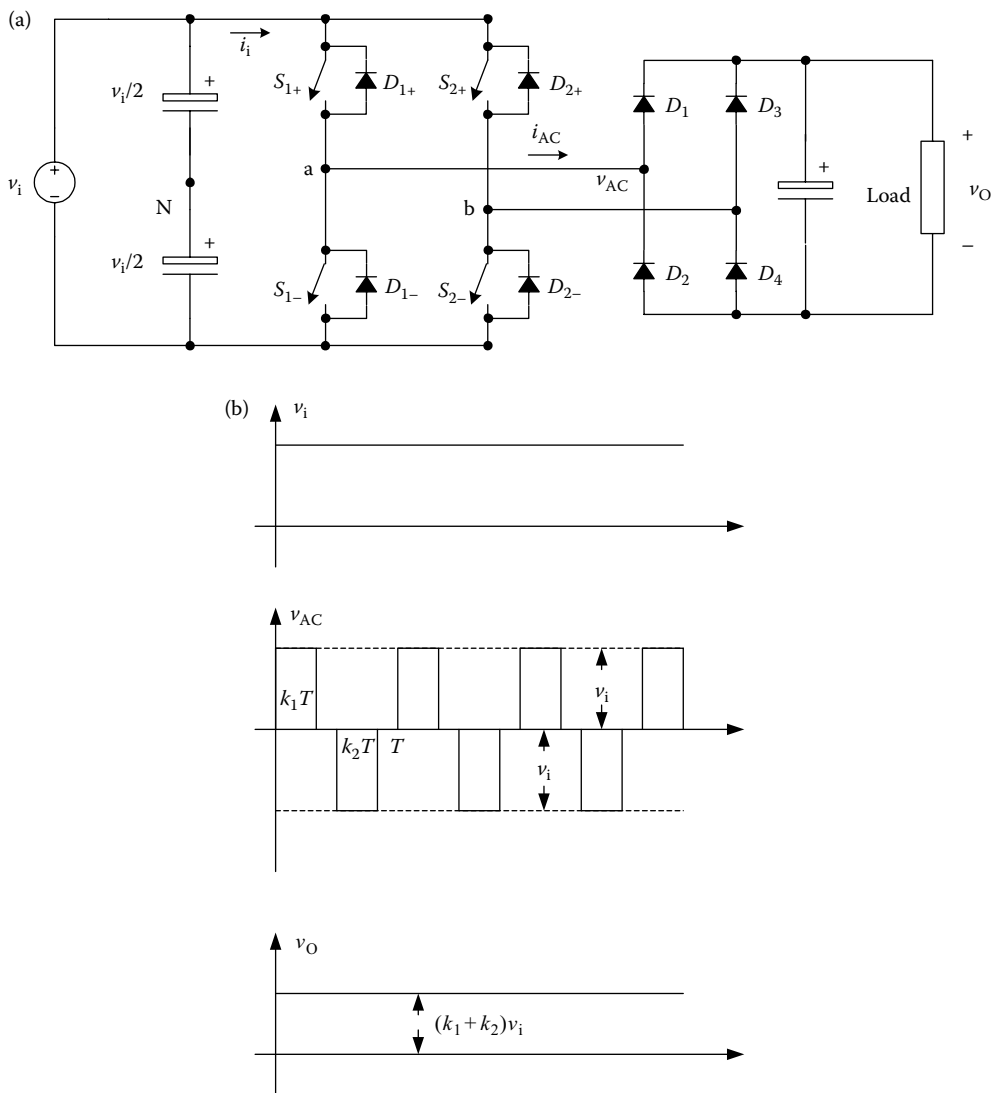 (a)
i_i
v_i/2
+
S_1+
D_1+
S_2+
D_2+
D_1
D_3
i_AC
+
a
v_AC
+
v_i
+
−
N
b
Load
v_O
v_i/2
+
−
S_1−
D_1−
S_2−
D_2−
D_2
D_4
(b)
v_i
v_AC
k_1T
v_i
k_2T
T
v_i
v_O
(k_1+k_2)v_i